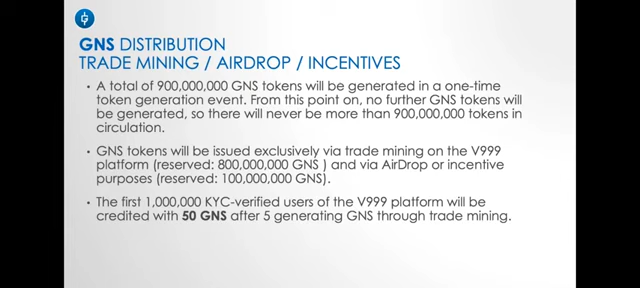 GNS DISTRIBUTION
TRADE MINING / AIRDROP / INCENTIVES
• A total of 900,000,000 GNS tokens will be generated in a one-time
token generation event. From this point on, no further GNS tokens will
be generated, so there will never be more than 900,000,000 tokens in
circulation.
• GNS tokens will be issued exclusively via trade mining on the V999
platform (reserved: 800,000,000 GNS ) and via AirDrop or incentive
purposes (reserved: 100,000,000 GNS).
• The first 1,000,000 KYC-verified users of the V999 platform will be
credited with 50 GNS after 5 generating GNS through trade mining.